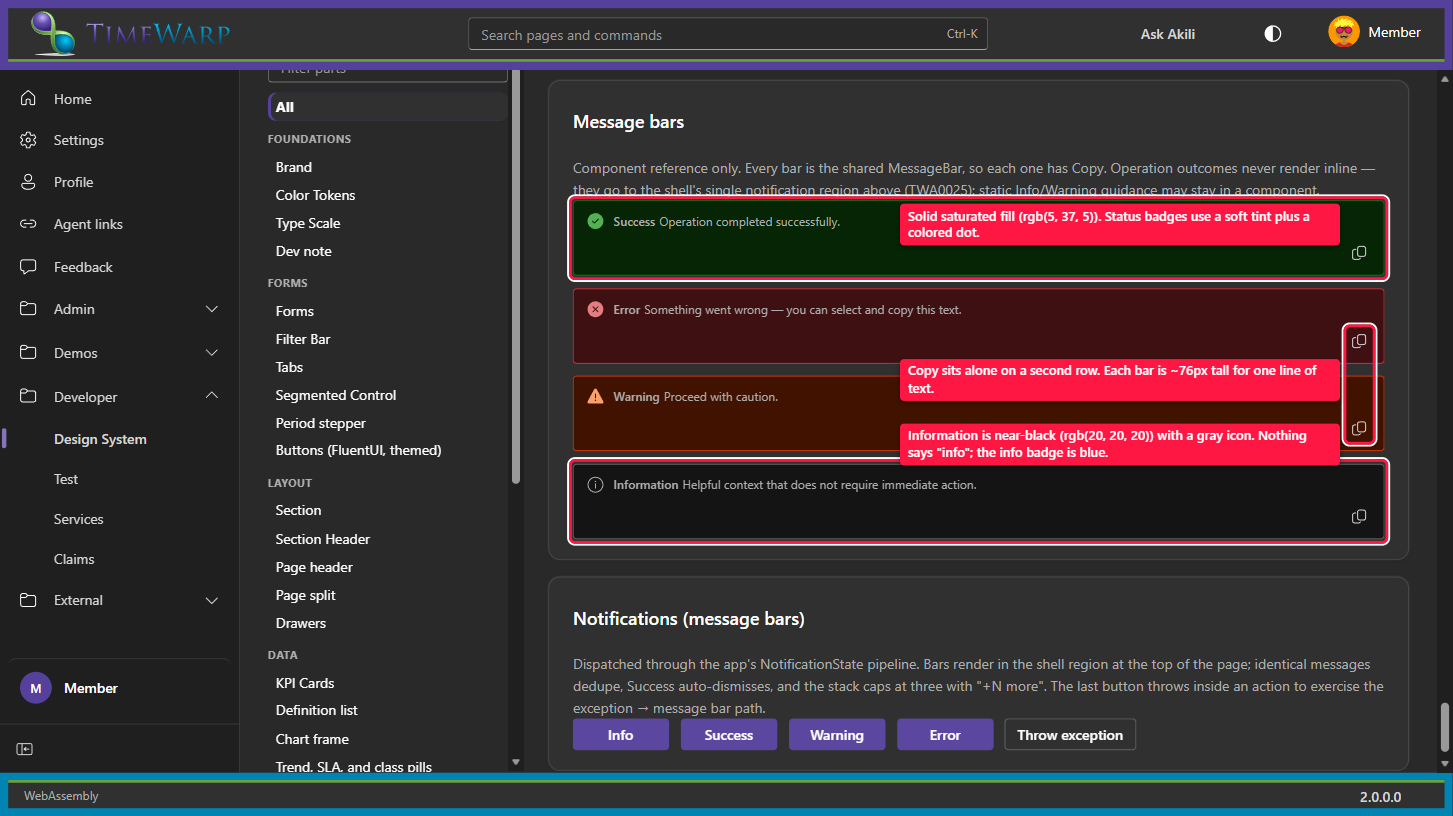 TIMEWARP
Search pages and commands
Ctrl-K
Ask Akili
Member
Home
Settings
Profile
Agent links
Feedback
Admin
Demos
Developer
Design System
Test
Services
Claims
External
M
Member
Filter parts
All
FOUNDATIONS
Brand
Color Tokens
Type Scale
Dev note
FORMS
Forms
Filter Bar
Tabs
Segmented Control
Period stepper
Buttons (FluentUI, themed)
LAYOUT
Section
Section Header
Page header
Page split
Drawers
DATA
KPI Cards
Definition list
Chart frame
Trend, SLA, and class pills
Message bars
Component reference only. Every bar is the shared MessageBar, so each one has Copy. Operation outcomes never render inline —
they go to the shell's single notification region above (TWA0025); static Info/Warning guidance may stay in a component.
Success Operation completed successfully.
Solid saturated fill (rgb(5, 37, 5)). Status badges use a soft tint plus a
colored dot.
Error Something went wrong — you can select and copy this text.
Copy sits alone on a second row. Each bar is ~76px tall for one line of
text.
Warning Proceed with caution.
Information is near-black (rgb(20, 20, 20)) with a gray icon. Nothing
says "info"; the info badge is blue.
Information Helpful context that does not require immediate action.
Notifications (message bars)
Dispatched through the app's NotificationState pipeline. Bars render in the shell region at the top of the page; identical messages
dedupe, Success auto-dismisses, and the stack caps at three with "+N more". The last button throws inside an action to exercise the
exception → message bar path.
Info
Success
Warning
Error
Throw exception
WebAssembly
2.0.0.0